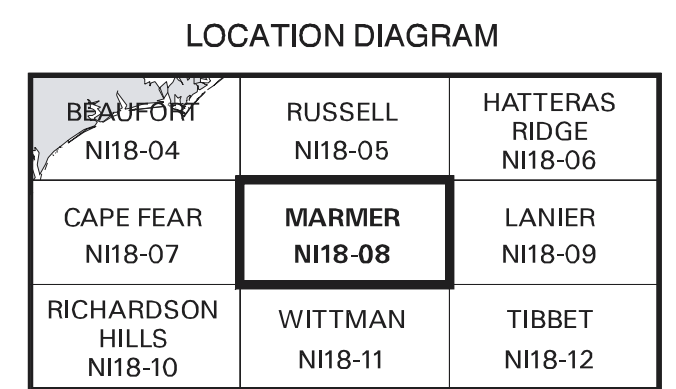 LOCATION DIAGRAM
BEAUFORT
NI18-04
RUSSELL
NI18-05
HATTERAS
RIDGE
NI18-06
CAPE FEAR
NI18-07
MARMER
NI18-08
LANIER
NI18-09
RICHARDSON
HILLS
NI18-10
WITTMAN
NI18-11
TIBBET
NI18-12